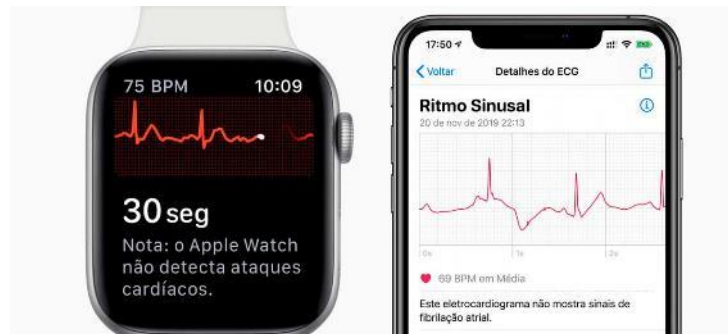 75 BPM 10:09
30 seg
Nota: o Apple Watch
não detecta ataques
cardíacos.
17:50
Voltar Detalhes do ECG
Ritmo Sinusal
20 de nov de 2019 22:13
0s 1s 2s
69 BPM em Média
Este eletrocardiograma não mostra sinais de
fibrilação atrial.